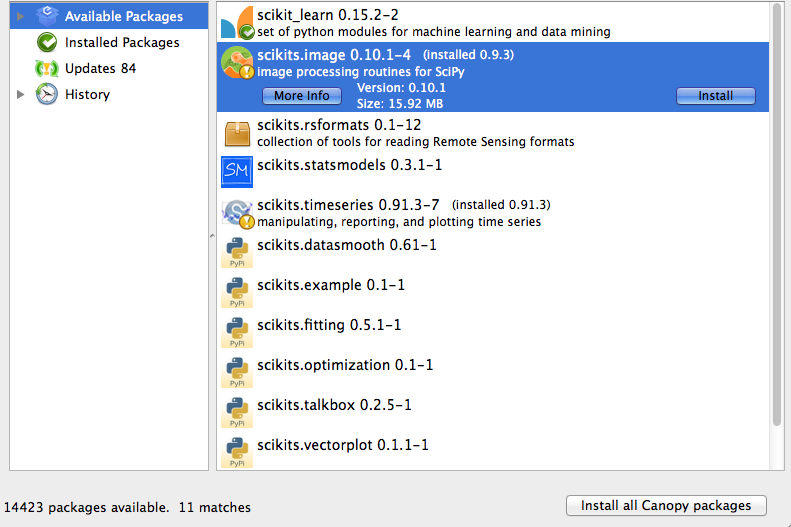 Available Packages
Installed Packages
Updates 84
History
scikit_learn 0.15.2-2
set of python modules for machine learning and data mining
scikits.image 0.10.1-4 (installed 0.9.3)
image processing routines for SciPy
More Info
Version: 0.10.1
Size: 15.92 MB
Install
scikits.rsformats 0.1-12
collection of tools for reading Remote Sensing formats
SM
scikits.statsmodels 0.3.1-1
scikits.timeseries 0.91.3-7 (installed 0.91.3)
manipulating, reporting, and plotting time series
scikits.datasmooth 0.61-1
PyPi
scikits.example 0.1-1
PyPi
scikits.fitting 0.5.1-1
PyPi
scikits.optimization 0.1-1
PyPi
scikits.talkbox 0.2.5-1
PyPi
scikits.vectorplot 0.1.1-1
PyPi
14423 packages available. 11 matches
Install all Canopy packages